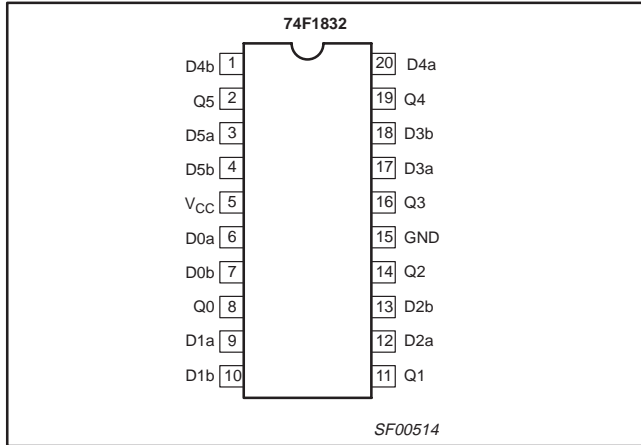 74F1832
D4b 1 20 D4a
Q5 2 19 Q4
D5a 3 18 D3b
D5b 4 17 D3a
VCC 5 16 Q3
D0a 6 15 GND
D0b 7 14 Q2
Q0 8 13 D2b
D1a 9 12 D2a
D1b 10 11 Q1
SF00514